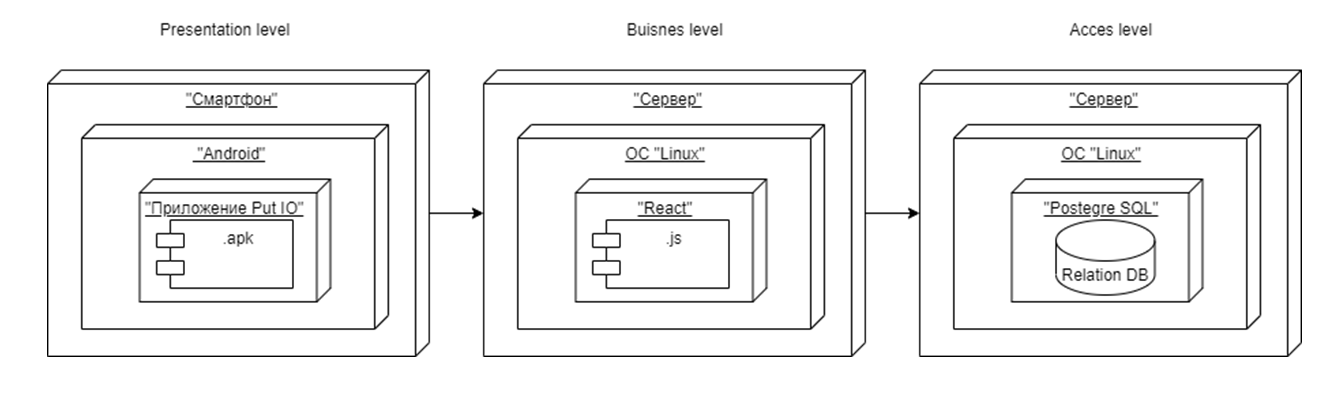 Presentation level
Buisnes level
Acces level
"Смартфон"
"Android"
"Приложение Put IO"
.apk
"Сервер"
ОС "Linux"
"React"
.js
"Сервер"
ОС "Linux"
"Postegre SQL"
Relation DB